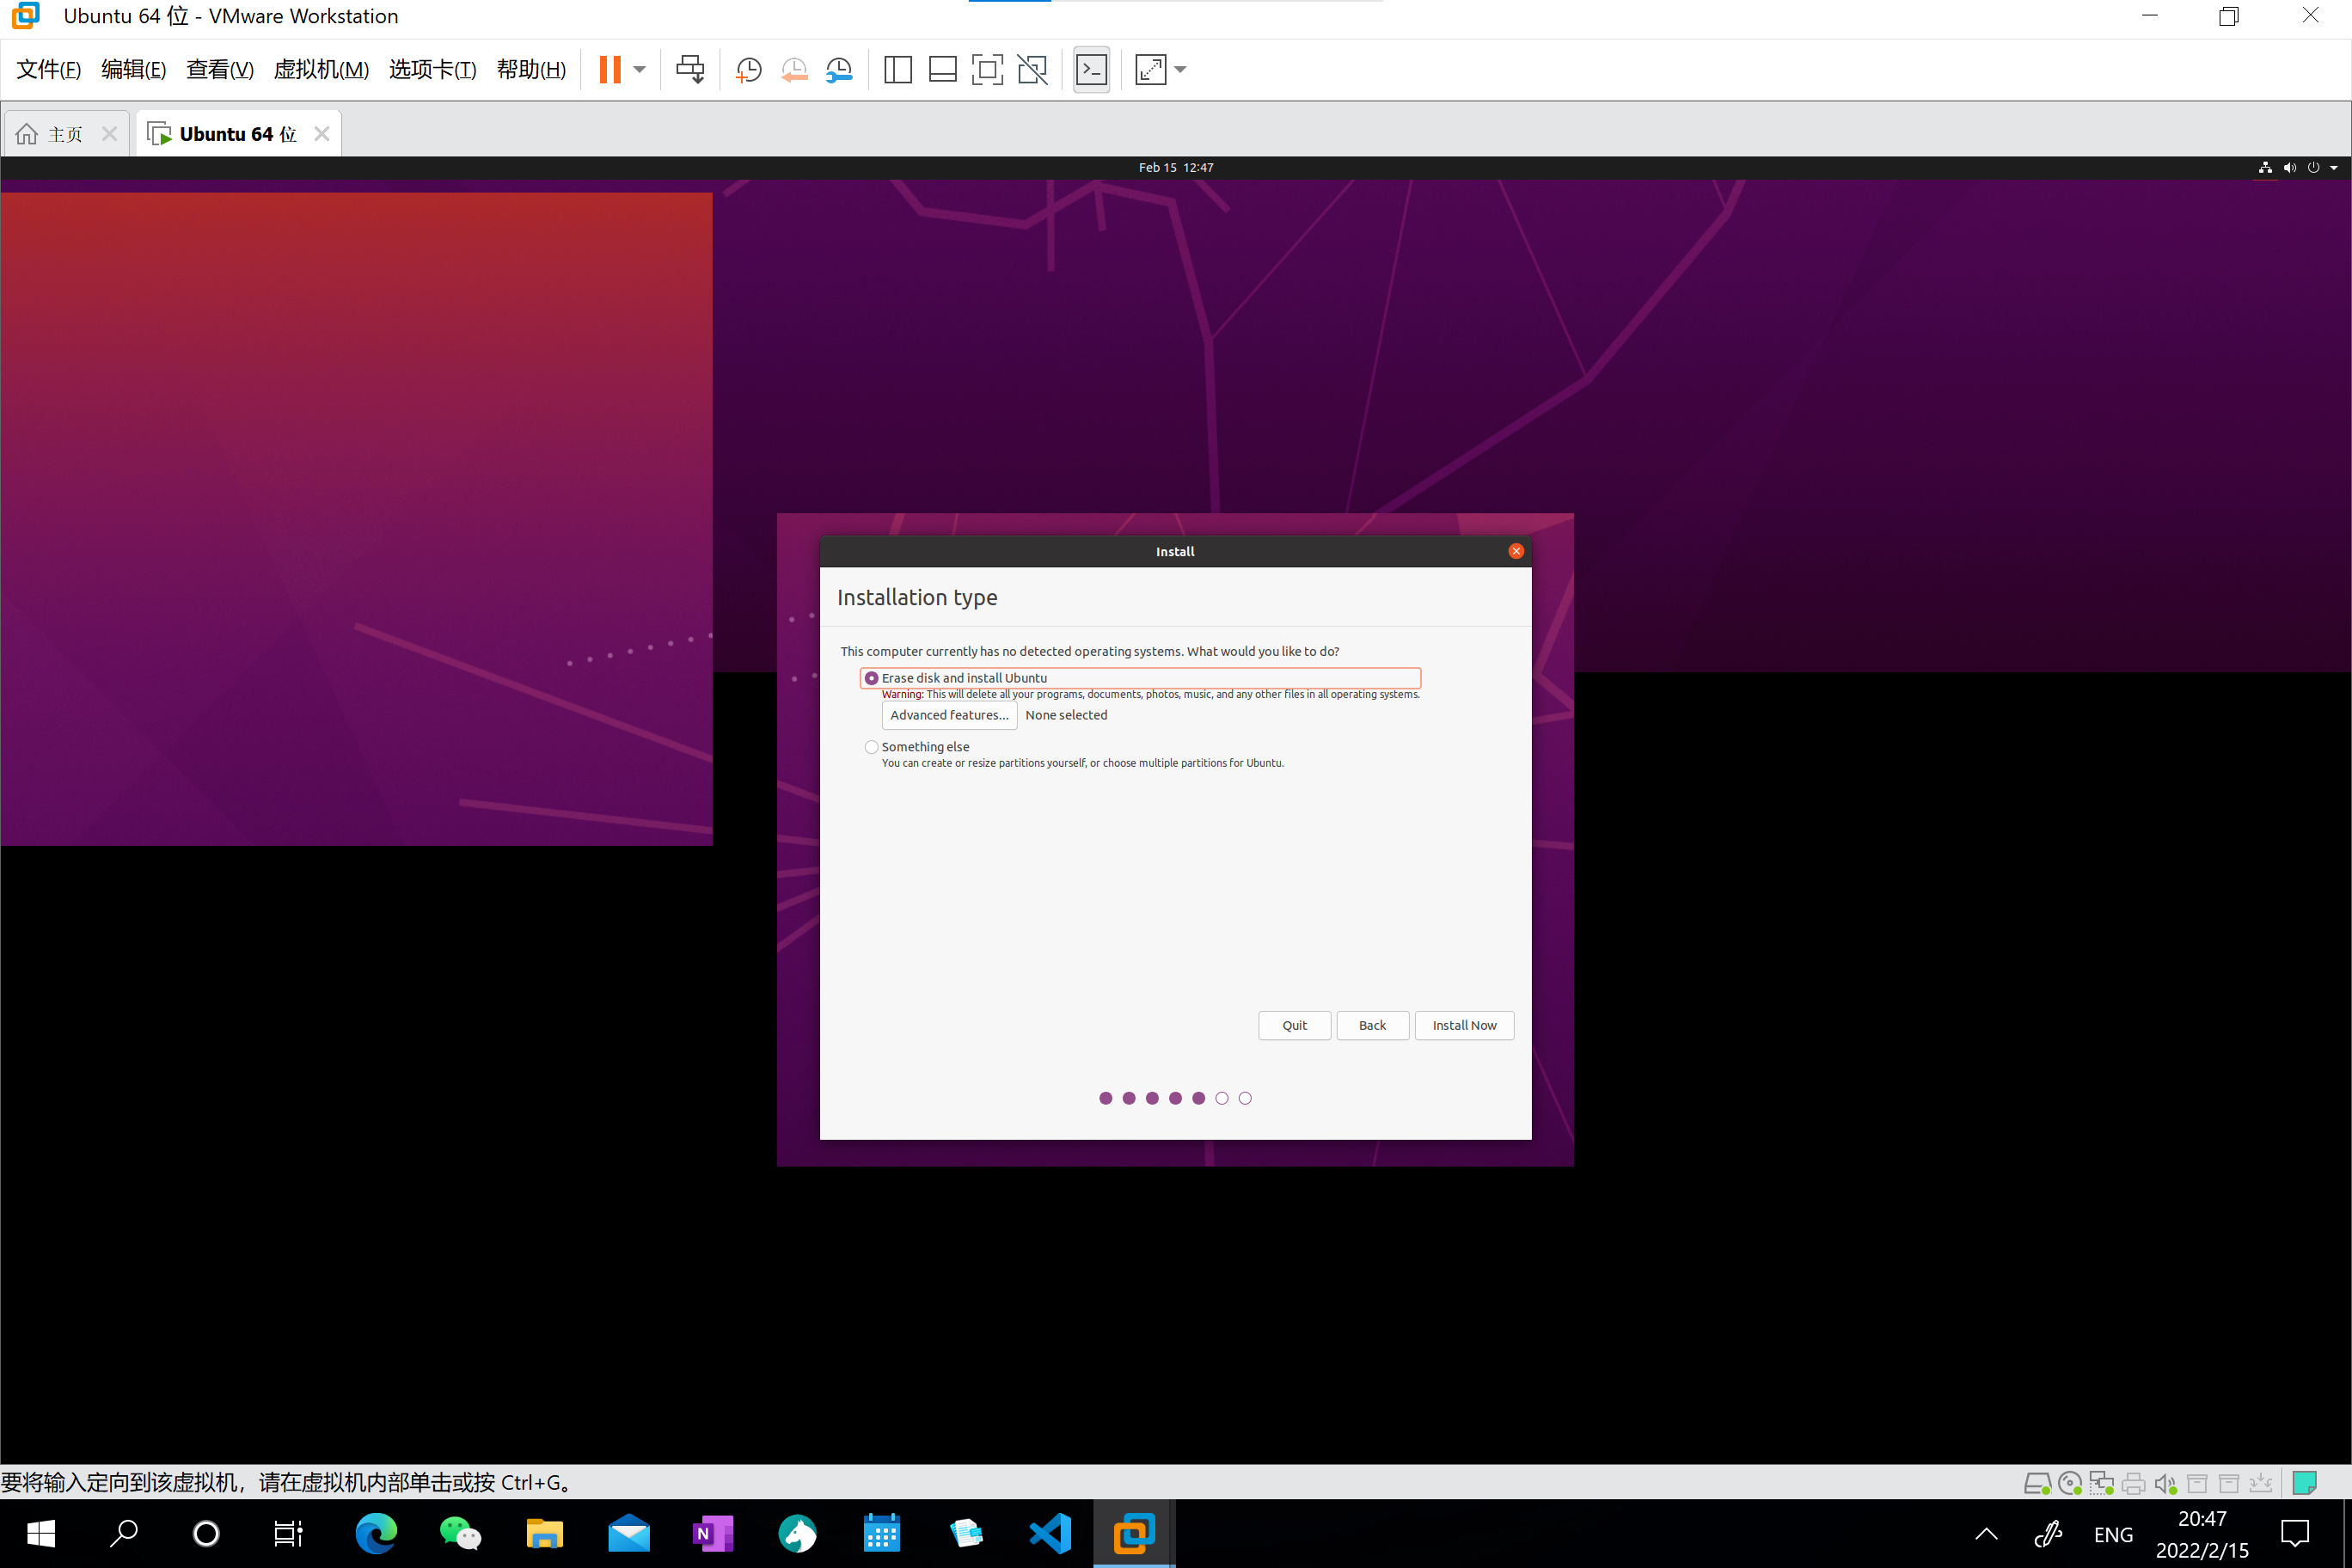 Ubuntu 64 位 - VMware Workstation
文件(F) 编辑(E) 查看(V) 虚拟机(M) 选项卡(T) 帮助(H)
主页 Ubuntu 64 位
Feb 15 12:47
Install
Installation type
This computer currently has no detected operating systems. What would you like to do?
Erase disk and install Ubuntu
Warning: This will delete all your programs, documents, photos, music, and any other files in all operating systems.
Advanced features... None selected
Something else
You can create or resize partitions yourself, or choose multiple partitions for Ubuntu.
Quit Back Install Now
要将输入定向到该虚拟机，请在虚拟机内部单击或按 Ctrl+G。
N
ENG
20:47
2022/2/15